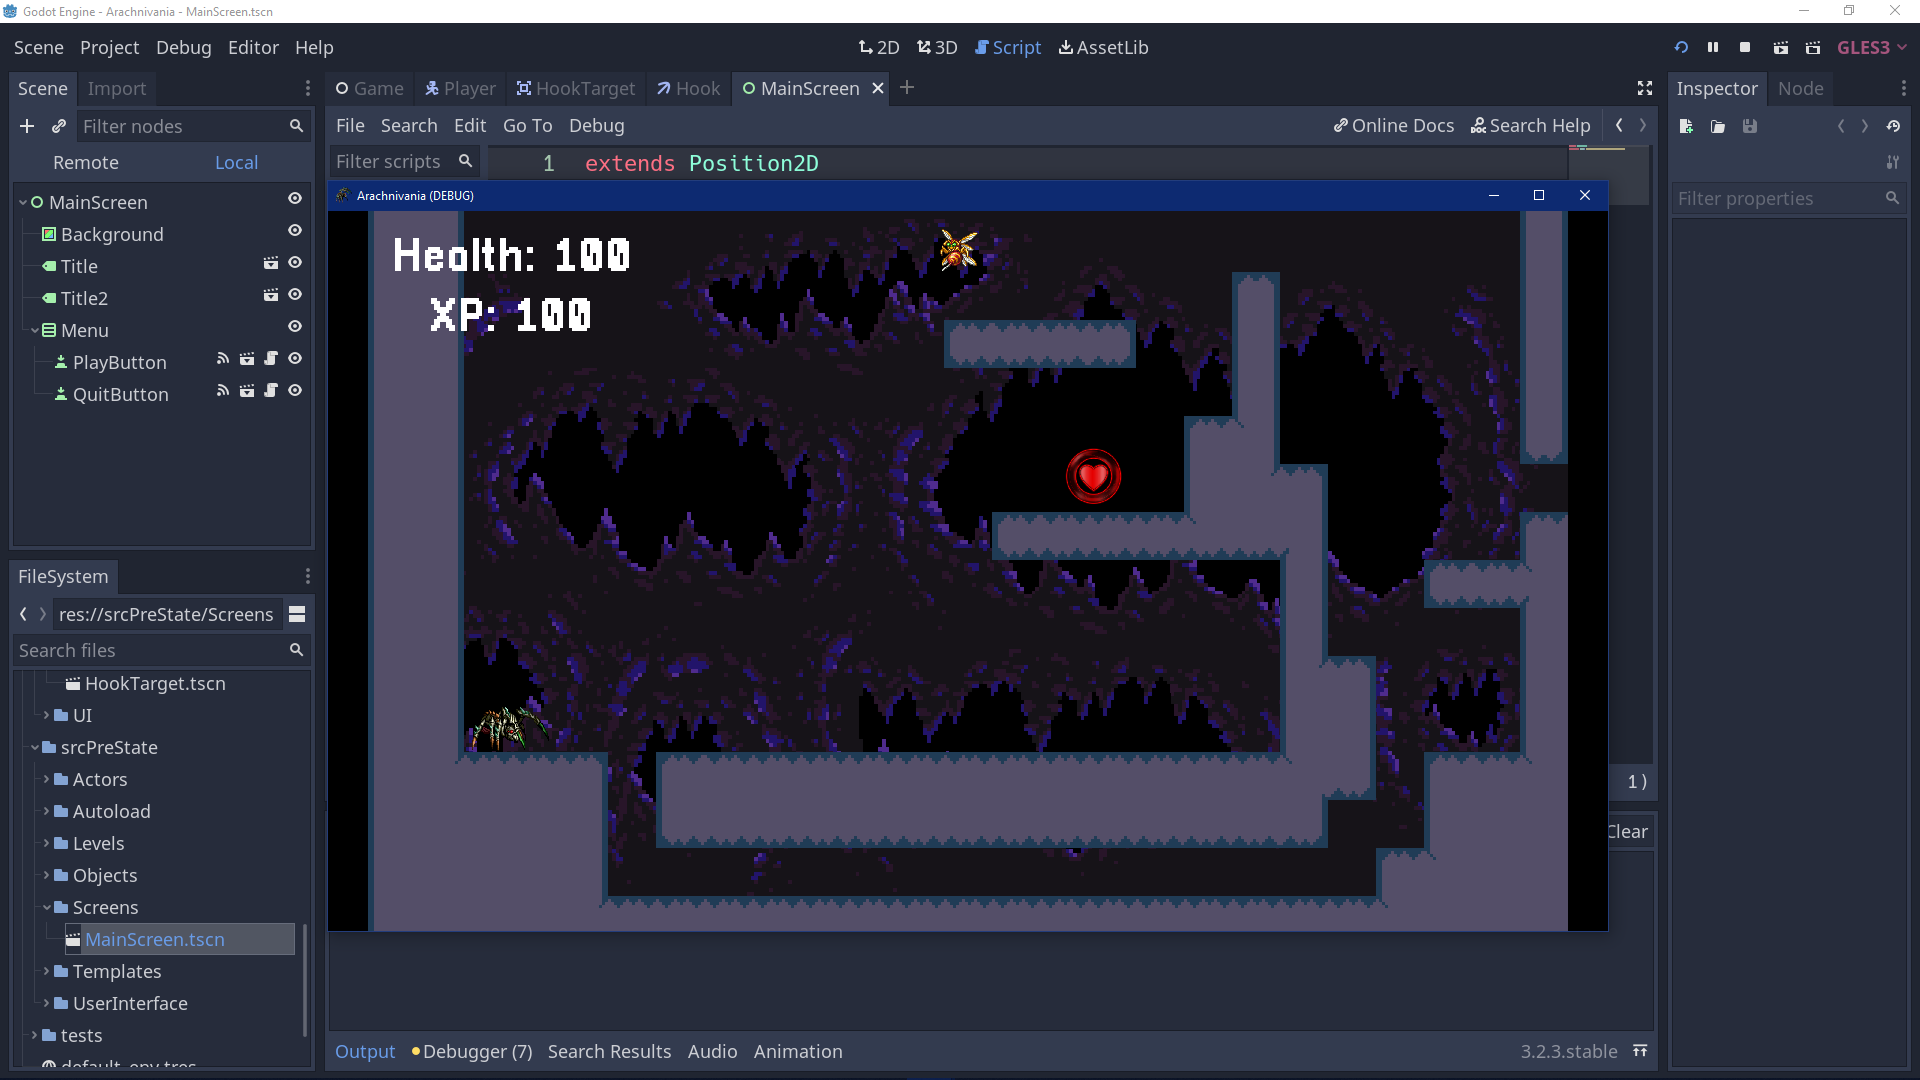 Godot Engine - Arachnivania - MainScreen.tscn
Scene Project Debug Editor Help
2D 3D Script AssetLib
GLES3
Scene Import
Game Player HookTarget Hook MainScreen
Inspector Node
Filter nodes
File Search Edit Go To Debug
Online Docs Search Help
Remote Local
Filter scripts
1 extends Position2D
Filter properties
MainScreen
Background
Title
Title2
Menu
PlayButton
QuitButton
Arachnivania (DEBUG)
Health: 100
XP: 100
FileSystem
res://srcPreState/Screens
Search files
HookTarget.tscn
UI
srcPreState
Actors
Autoload
Levels
Objects
Screens
MainScreen.tscn
Templates
UserInterface
tests
default_env.tres
1)
Clear
Output Debugger (7) Search Results Audio Animation
3.2.3.stable